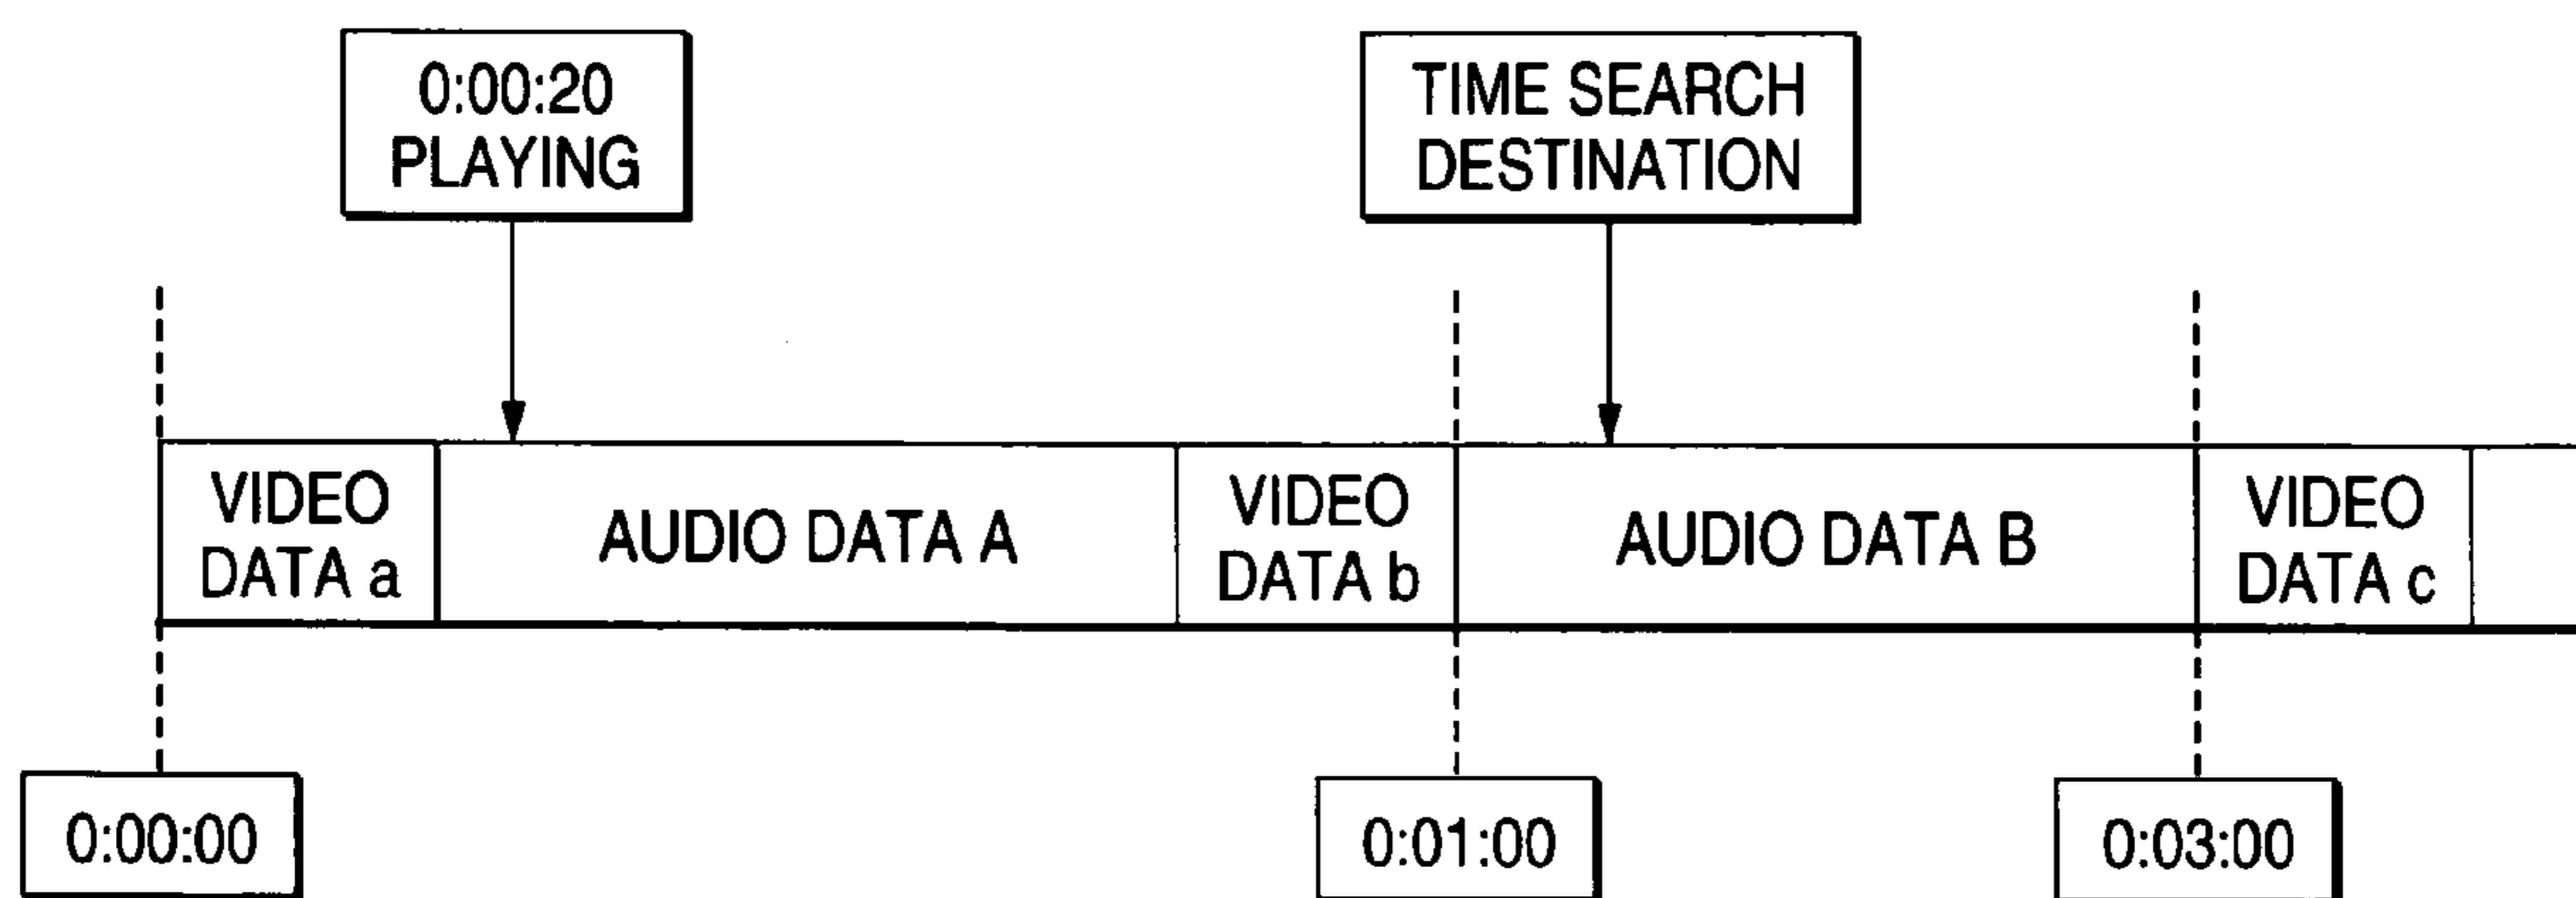 0:00:20
PLAYING
TIME SEARCH
DESTINATION
VIDEO
DATA a
AUDIO DATA A
VIDEO
DATA b
AUDIO DATA B
VIDEO
DATA c
0:00:00
0:01:00
0:03:00